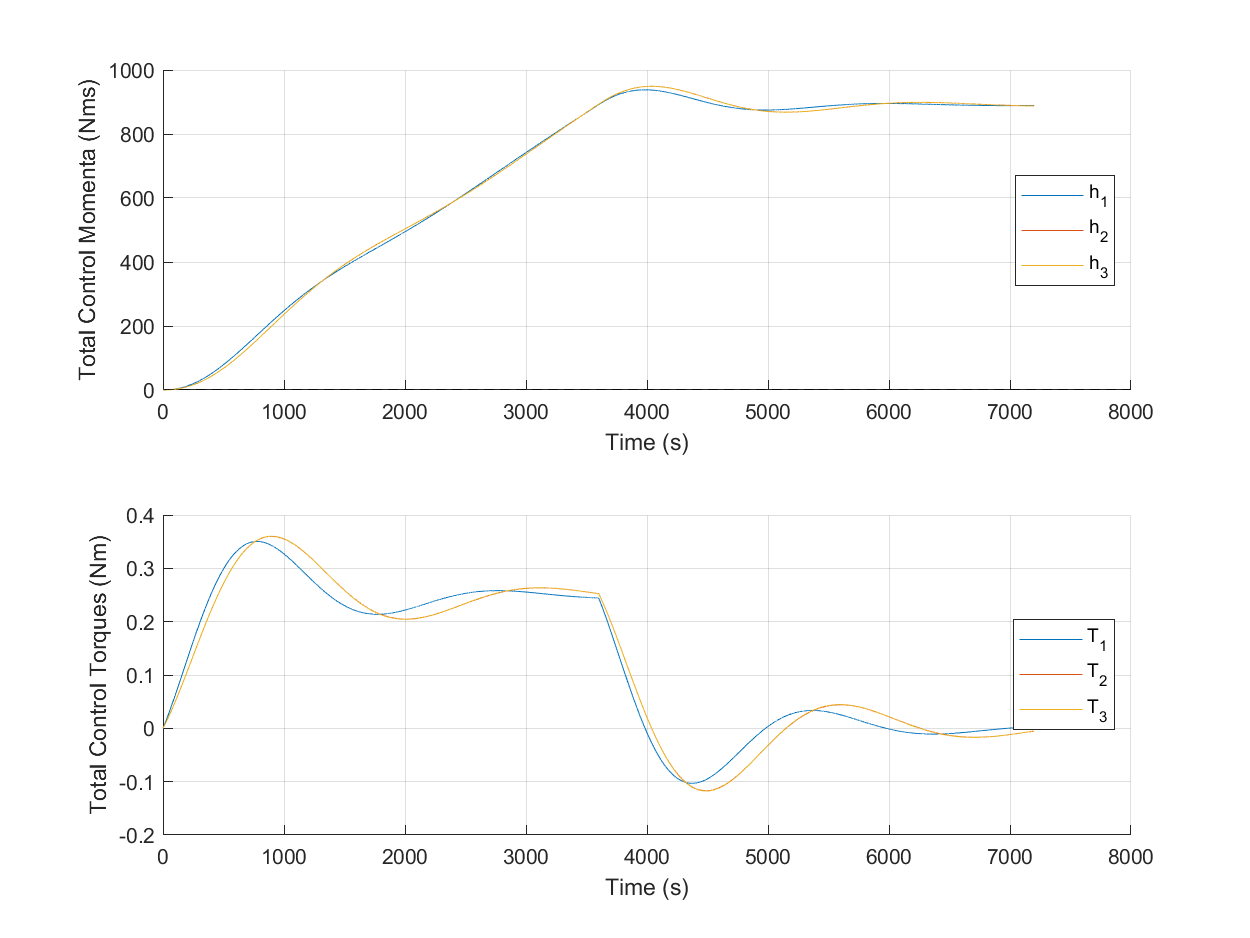 Total Control Momenta (Nms)
1000
800
600
400
200
0
0 1000 2000 3000 4000 5000 6000 7000 8000
Time (s)
h1
h2
h3
Total Control Torques (Nm)
0.4
0.3
0.2
0.1
0
-0.1
-0.2
0 1000 2000 3000 4000 5000 6000 7000 8000
Time (s)
T1
T2
T3